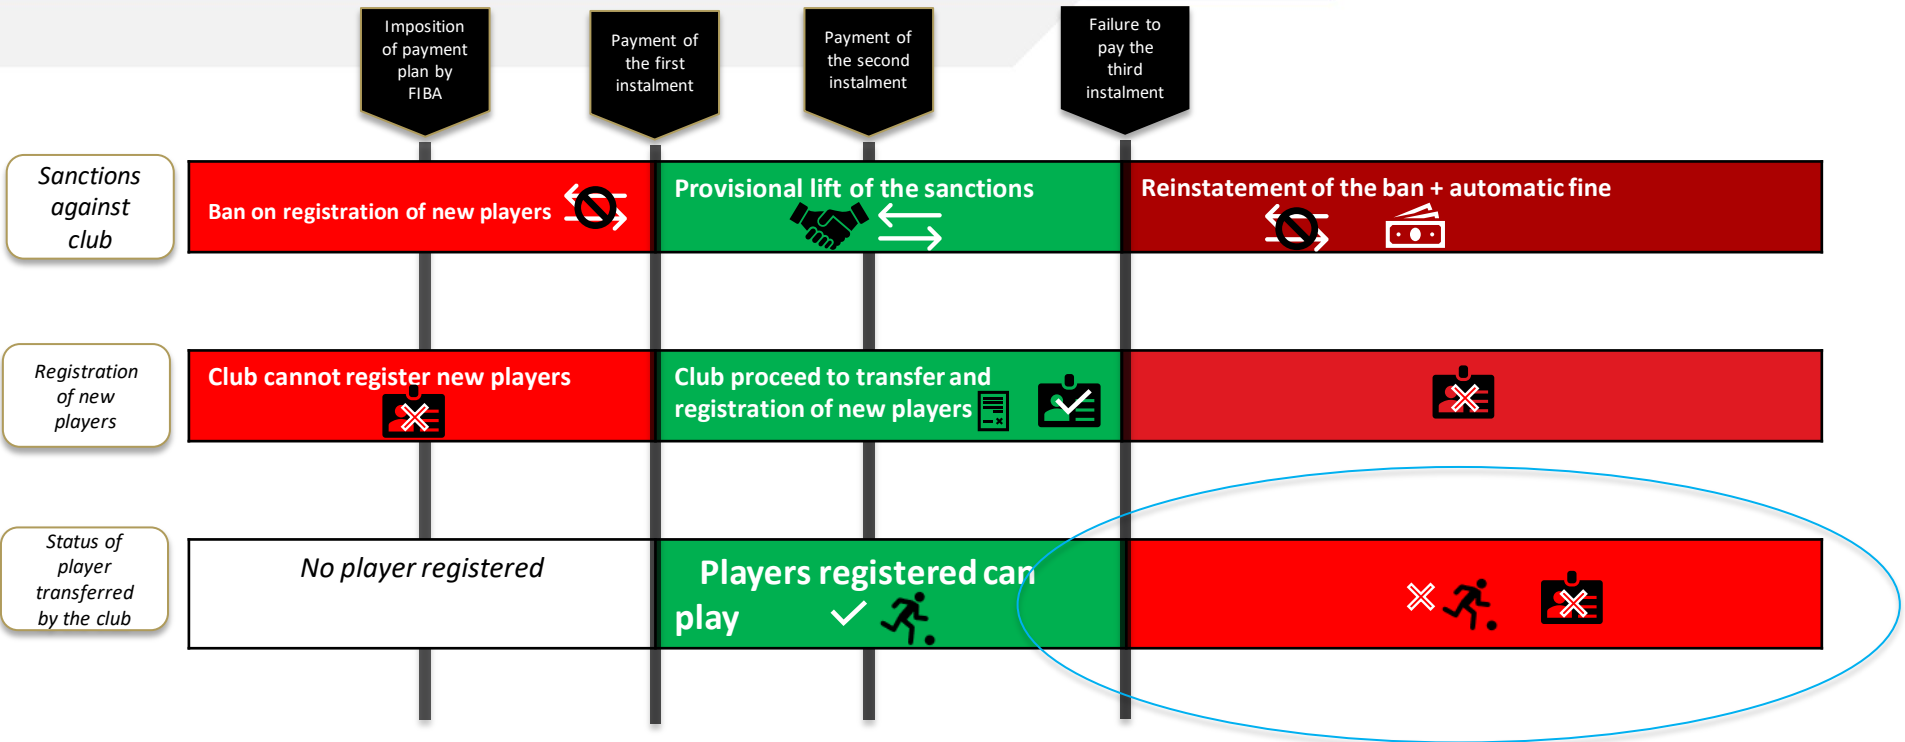 Imposition
of payment
plan by
FIBA
Payment of
the first
instalment
Payment of
the second
instalment
Failure to
pay the
third
instalment
Sanctions
against
club
Ban on registration of new players
Provisional lift of the sanctions
Reinstatement of the ban + automatic fine
Registration
of new
players
Club cannot register new players
Club proceed to transfer and
registration of new players
Status of
player
transferred
by the club
No player registered
Players registered can
play